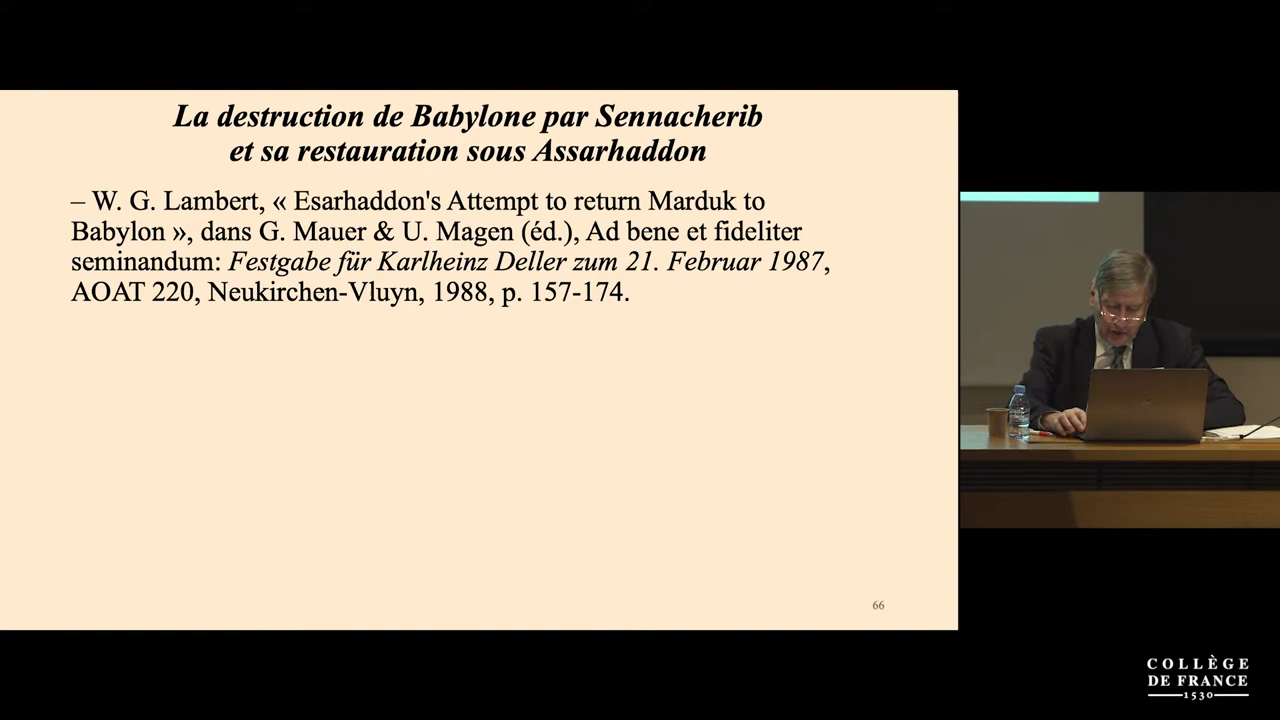 La destruction de Babylone par Sennacherib
et sa restauration sous Assarhaddon
– W. G. Lambert, « Esarhaddon's Attempt to return Marduk to
Babylon », dans G. Mauer & U. Magen (éd.), Ad bene et fideliter
seminandum: Festgabe für Karlheinz Deller zum 21. Februar 1987,
AOAT 220, Neukirchen-Vluyn, 1988, p. 157-174.
66
COLLÈGE
DE FRANCE
1530